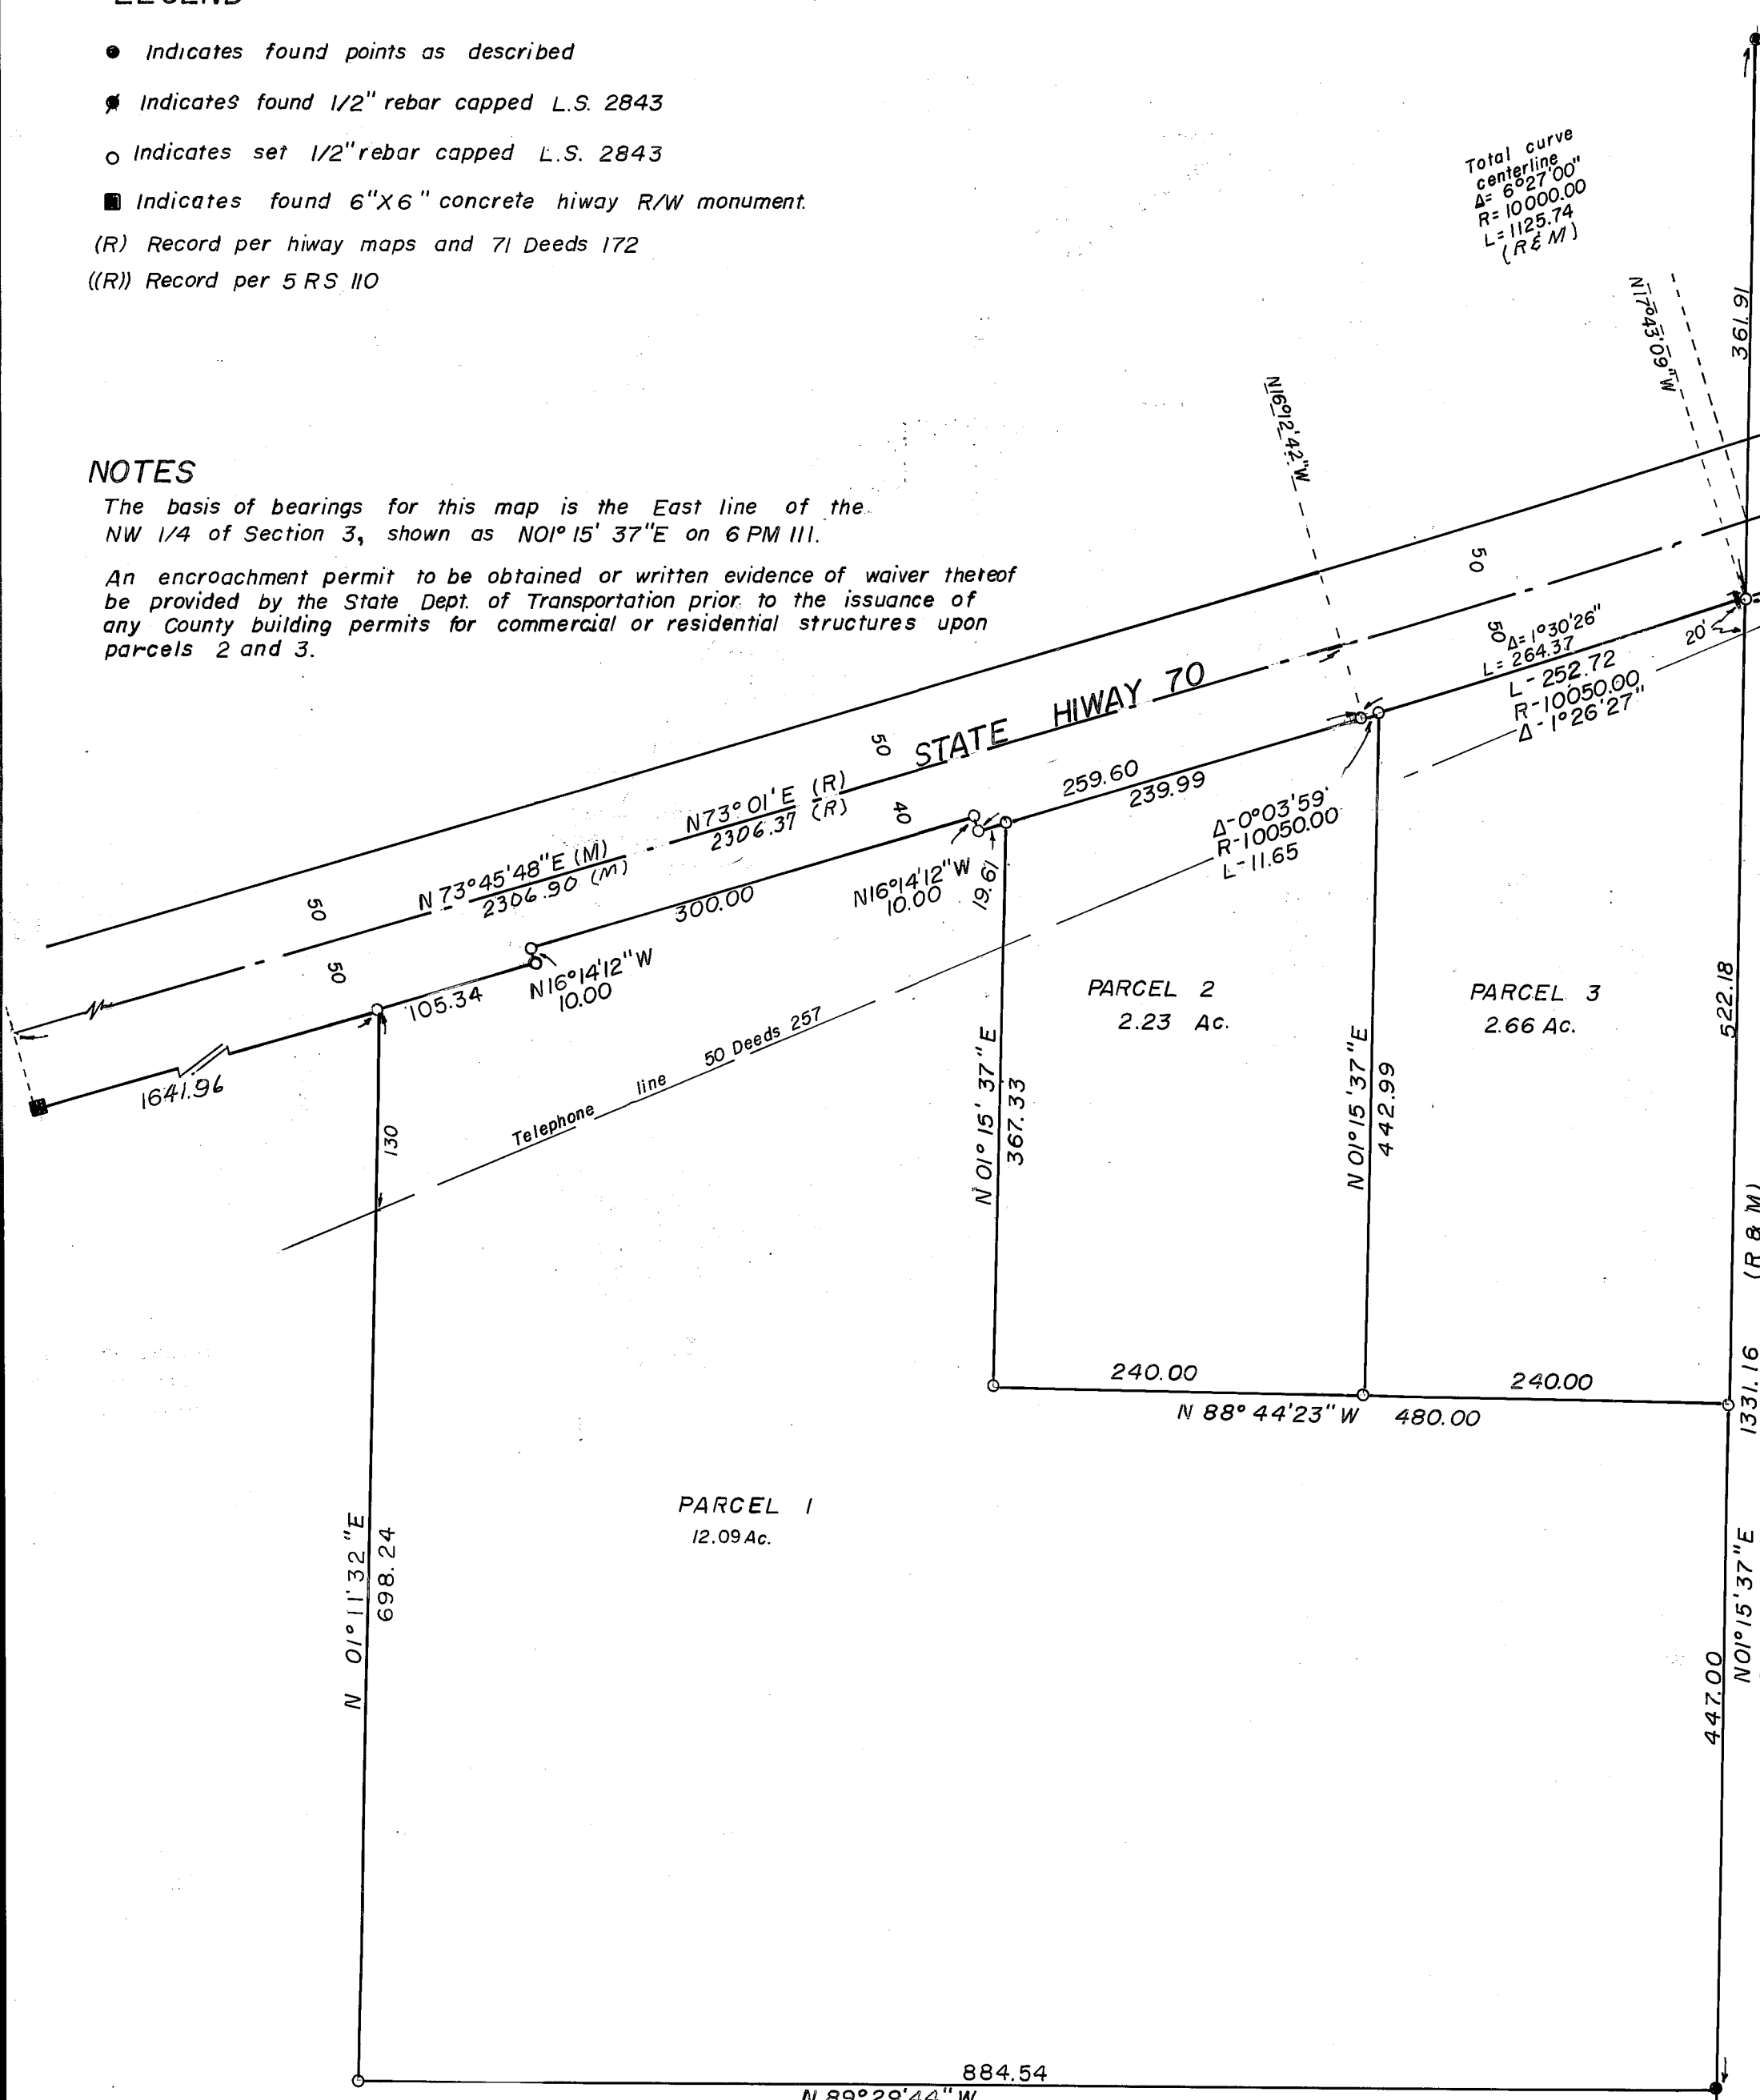 LEGEND
Indicates found points as described
Indicates found 1/2" rebar capped L.S. 2843
Indicates set 1/2" rebar capped L.S. 2843
Indicates found 6"X6" concrete hiway R/W monument.
(R) Record per hiway maps and 71 Deeds 172
((R)) Record per 5 RS 110
Total curve
centerline
Δ= 6°27'00"
R= 10000.00
L= 1125.74
(R & M)
N17°43'09"W
361.91
N16°12'42"W
NOTES
The basis of bearings for this map is the East line of the
NW 1/4 of Section 3, shown as N01° 15' 37"E on 6 PM 111.
An encroachment permit to be obtained or written evidence of waiver thereof
be provided by the State Dept. of Transportation prior to the issuance of
any County building permits for commercial or residential structures upon
parcels 2 and 3.
50
50
Δ= 1°30'26"
L= 264.37
L- 252.72
R-10050.00
Δ-1°26'27"
20'
STATE HIWAY 70
50
N73°01'E (R)
2306.37 (R)
40
259.60
239.99
Δ-0°03'59"
R-10050.00
L-11.65
N 73°45'48"E (M)
2306.90 (M)
50
50
300.00
N16°14'12"W
10.00
19.61
105.34
N16°14'12"W
10.00
1641.96
130
Telephone line 50 Deeds 257
PARCEL 2
2.23 Ac.
PARCEL 3
2.66 Ac.
N 01° 15' 37"E
367.33
N 01° 15' 37"E
442.99
522.18
1331.16 (R & M)
240.00
240.00
N 88° 44'23" W 480.00
PARCEL 1
12.09 Ac.
N 01° 11' 32"E
698.24
N01° 15' 37"E
447.00
884.54
N 89° 29' 44" W